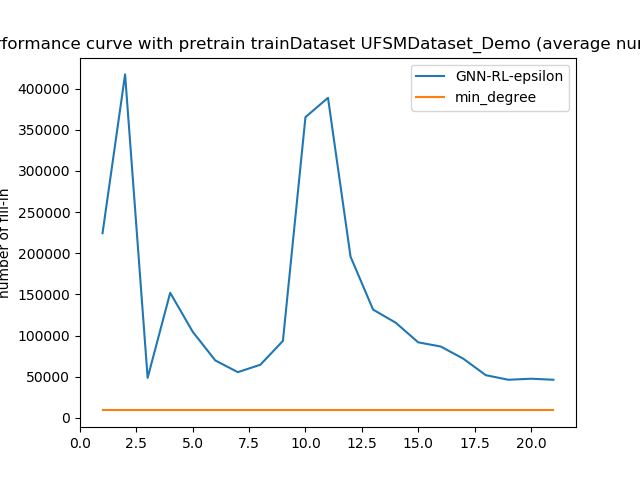 rformance curve with pretrain trainDataset UFSMDataset_Demo (average nur
GNN-RL-epsilon
min_degree
number of fill-in
400000
350000
300000
250000
200000
150000
100000
50000
0
0.0 2.5 5.0 7.5 10.0 12.5 15.0 17.5 20.0